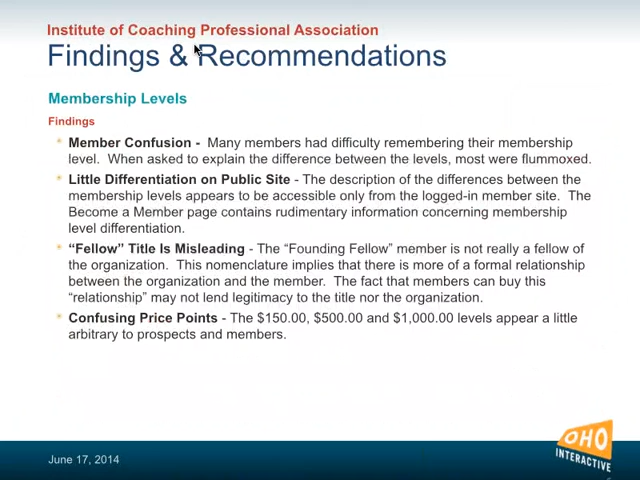 Institute of Coaching Professional Association
Findings & Recommendations
Membership Levels
Findings
* Member Confusion - Many members had difficulty remembering their membership
level. When asked to explain the difference between the levels, most were flummoxed.
* Little Differentiation on Public Site - The description of the differences between the
membership levels appears to be accessible only from the logged-in member site. The
Become a Member page contains rudimentary information concerning membership
level differentiation.
* “Fellow” Title Is Misleading - The “Founding Fellow” member is not really a fellow of
the organization. This nomenclature implies that there is more of a formal relationship
between the organization and the member. The fact that members can buy this
“relationship” may not lend legitimacy to the title nor the organization.
* Confusing Price Points - The $150.00, $500.00 and $1,000.00 levels appear a little
arbitrary to prospects and members.
June 17, 2014
OHO
INTERACTIVE